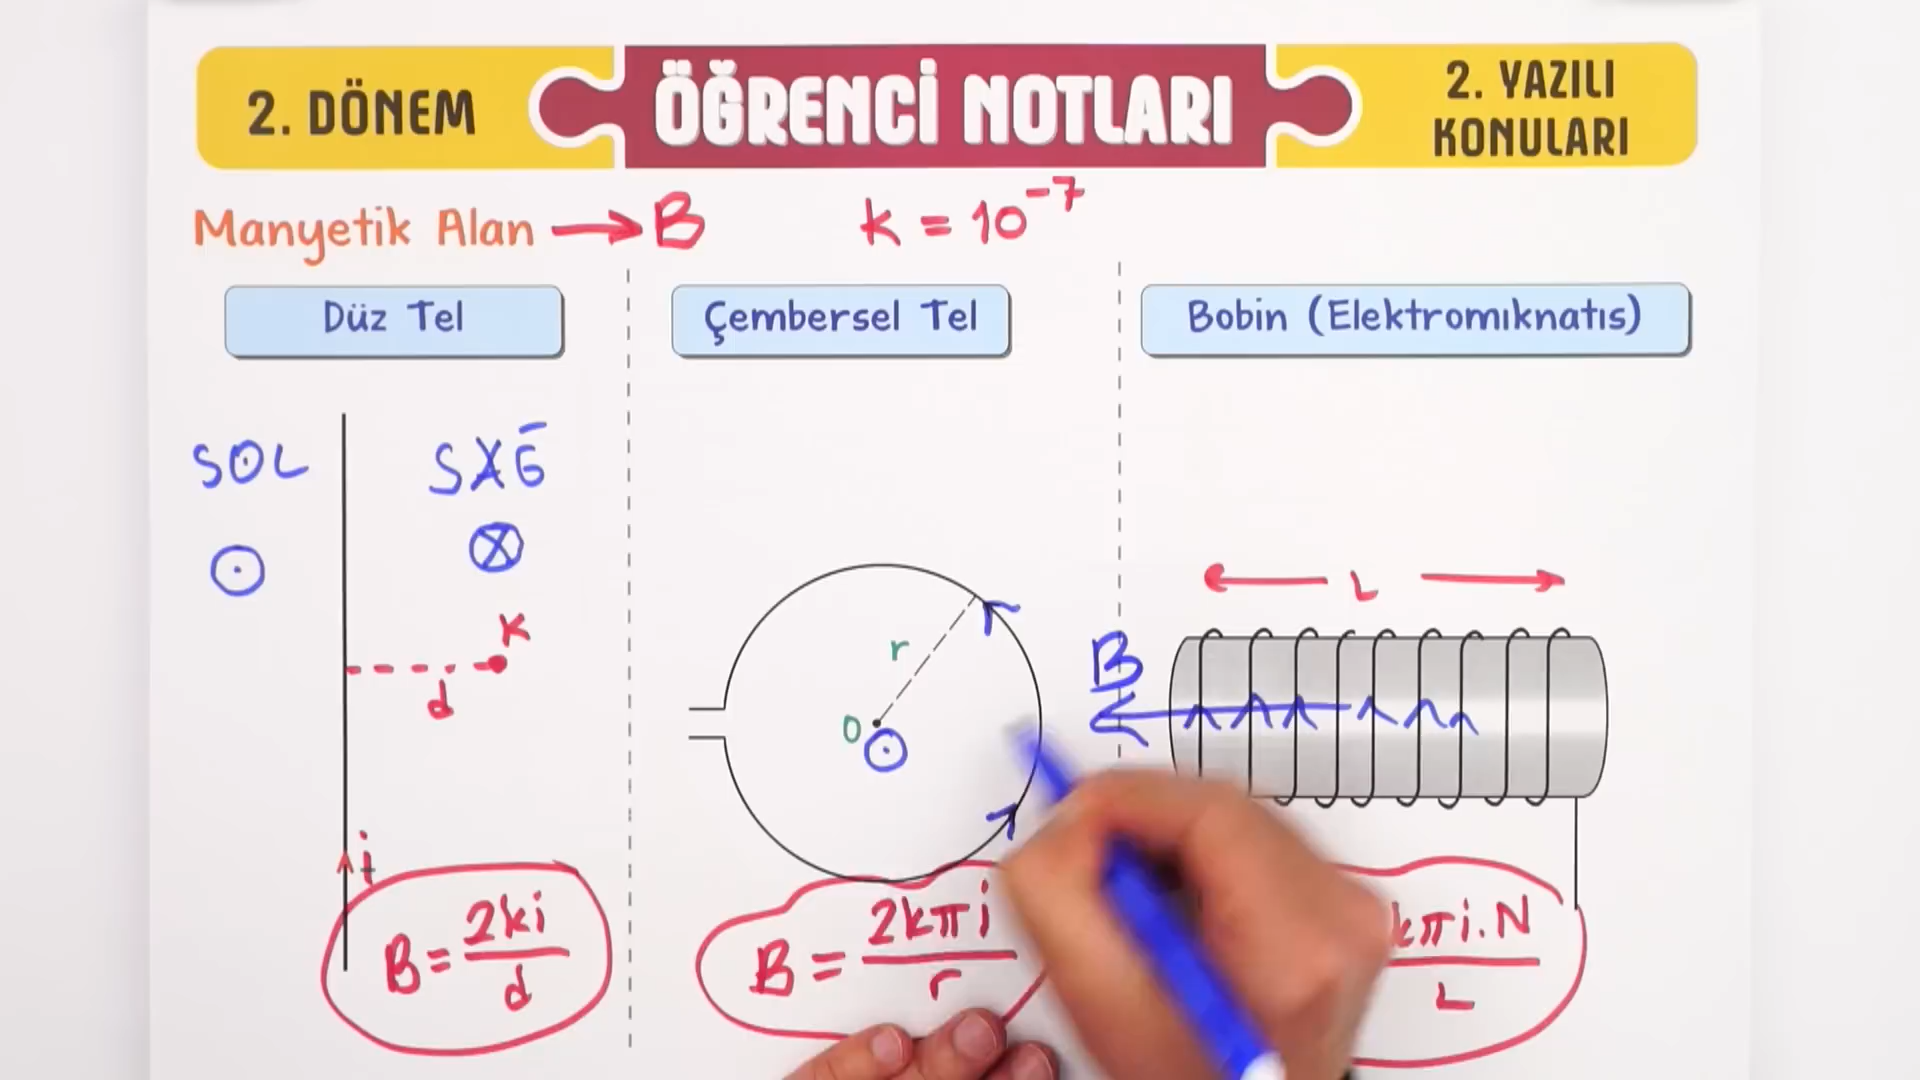 2. DÖNEM
ÖĞRENCİ NOTLARI
2. YAZILI
KONULARI
Manyetik Alan → B
k = 10⁻⁷
Düz Tel
SOL
SAĞ
K
d
i
B = 2ki / d
Çembersel Tel
r
O
B = 2kπi / r
Bobin (Elektromıknatıs)
L
B
kπi.N / L